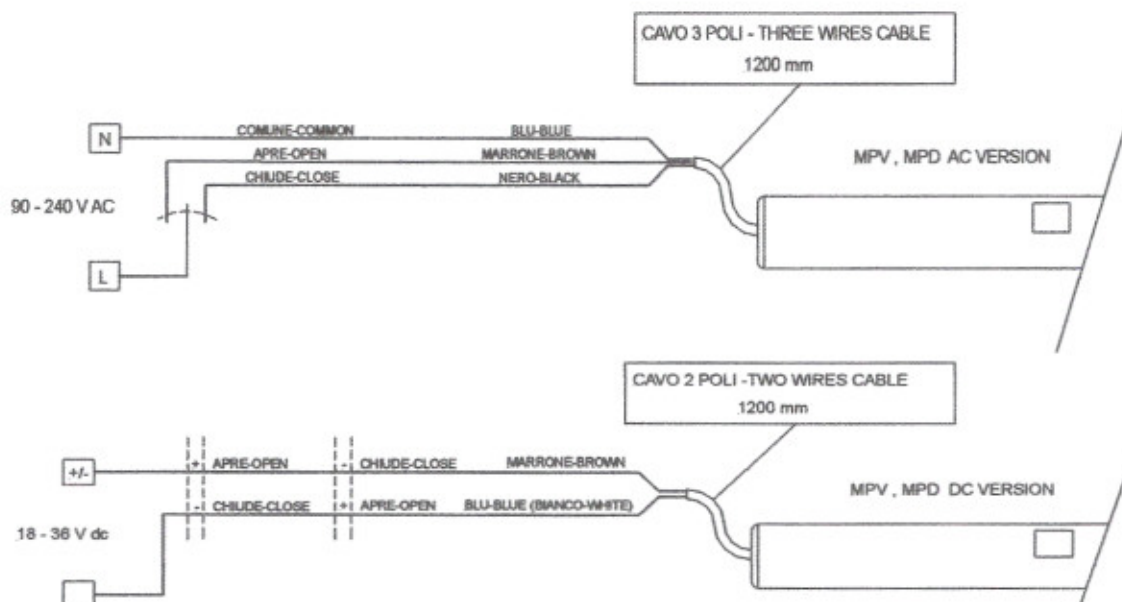 CAVO 3 POLI - THREE WIRES CABLE
1200 mm
N
COMUNE-COMMON
BLU-BLUE
APRE-OPEN
MARRONE-BROWN
MPV , MPD AC VERSION
CHIUDE-CLOSE
NERO-BLACK
90 - 240 V AC
L
CAVO 2 POLI -TWO WIRES CABLE
1200 mm
+/-
+ APRE-OPEN
- CHIUDE-CLOSE
MARRONE-BROWN
MPV, MPD DC VERSION
- CHIUDE-CLOSE
+ APRE-OPEN
BLU-BLUE (BIANCO-WHITE)
18 - 36 V dc